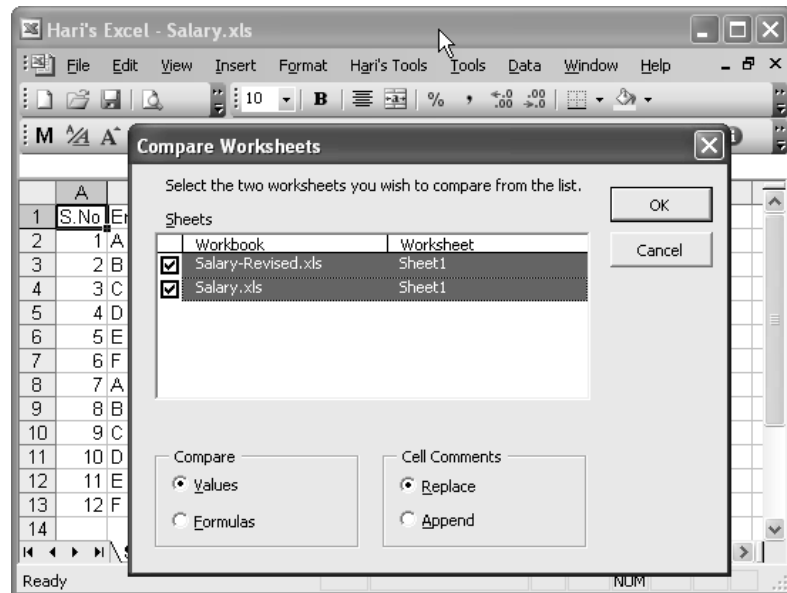 Hari's Excel - Salary.xls
File Edit View Insert Format Hari's Tools Tools Data Window Help
10 B % , .00 .00
M A A
Compare Worksheets
Select the two worksheets you wish to compare from the list.
OK
Cancel
Sheets
Workbook Worksheet
Salary-Revised.xls Sheet1
Salary.xls Sheet1
Compare
Values
Formulas
Cell Comments
Replace
Append
A
1 S.No
2 1 A
3 2 B
4 3 C
5 4 D
6 5 E
7 6 F
8 7 A
9 8 B
10 9 C
11 10 D
12 11 E
13 12 F
14
Ready NUM